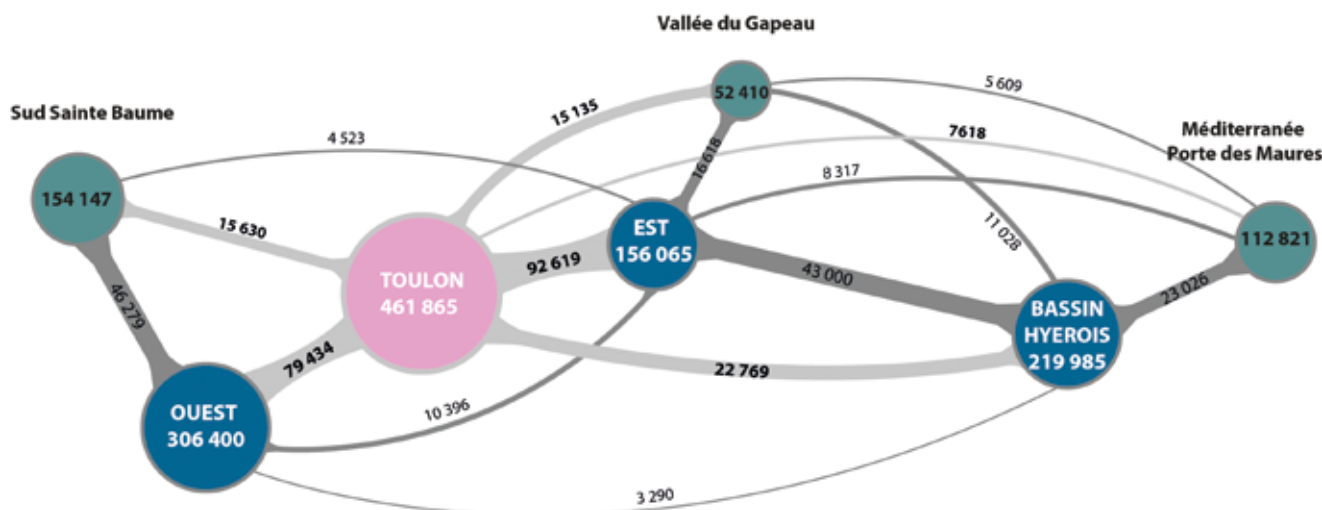 Vallée du Gapeau
52 410
5 609
Sud Sainte Baume
15 135
4 523
7618
Méditerranée
Porte des Maures
16 618
8 317
154 147
15 630
EST
156 065
11 028
112 821
TOULON
461 865
92 619
43 000
46 279
23 026
BASSIN
HYEROIS
219 985
79 434
22 769
OUEST
306 400
10 396
3 290